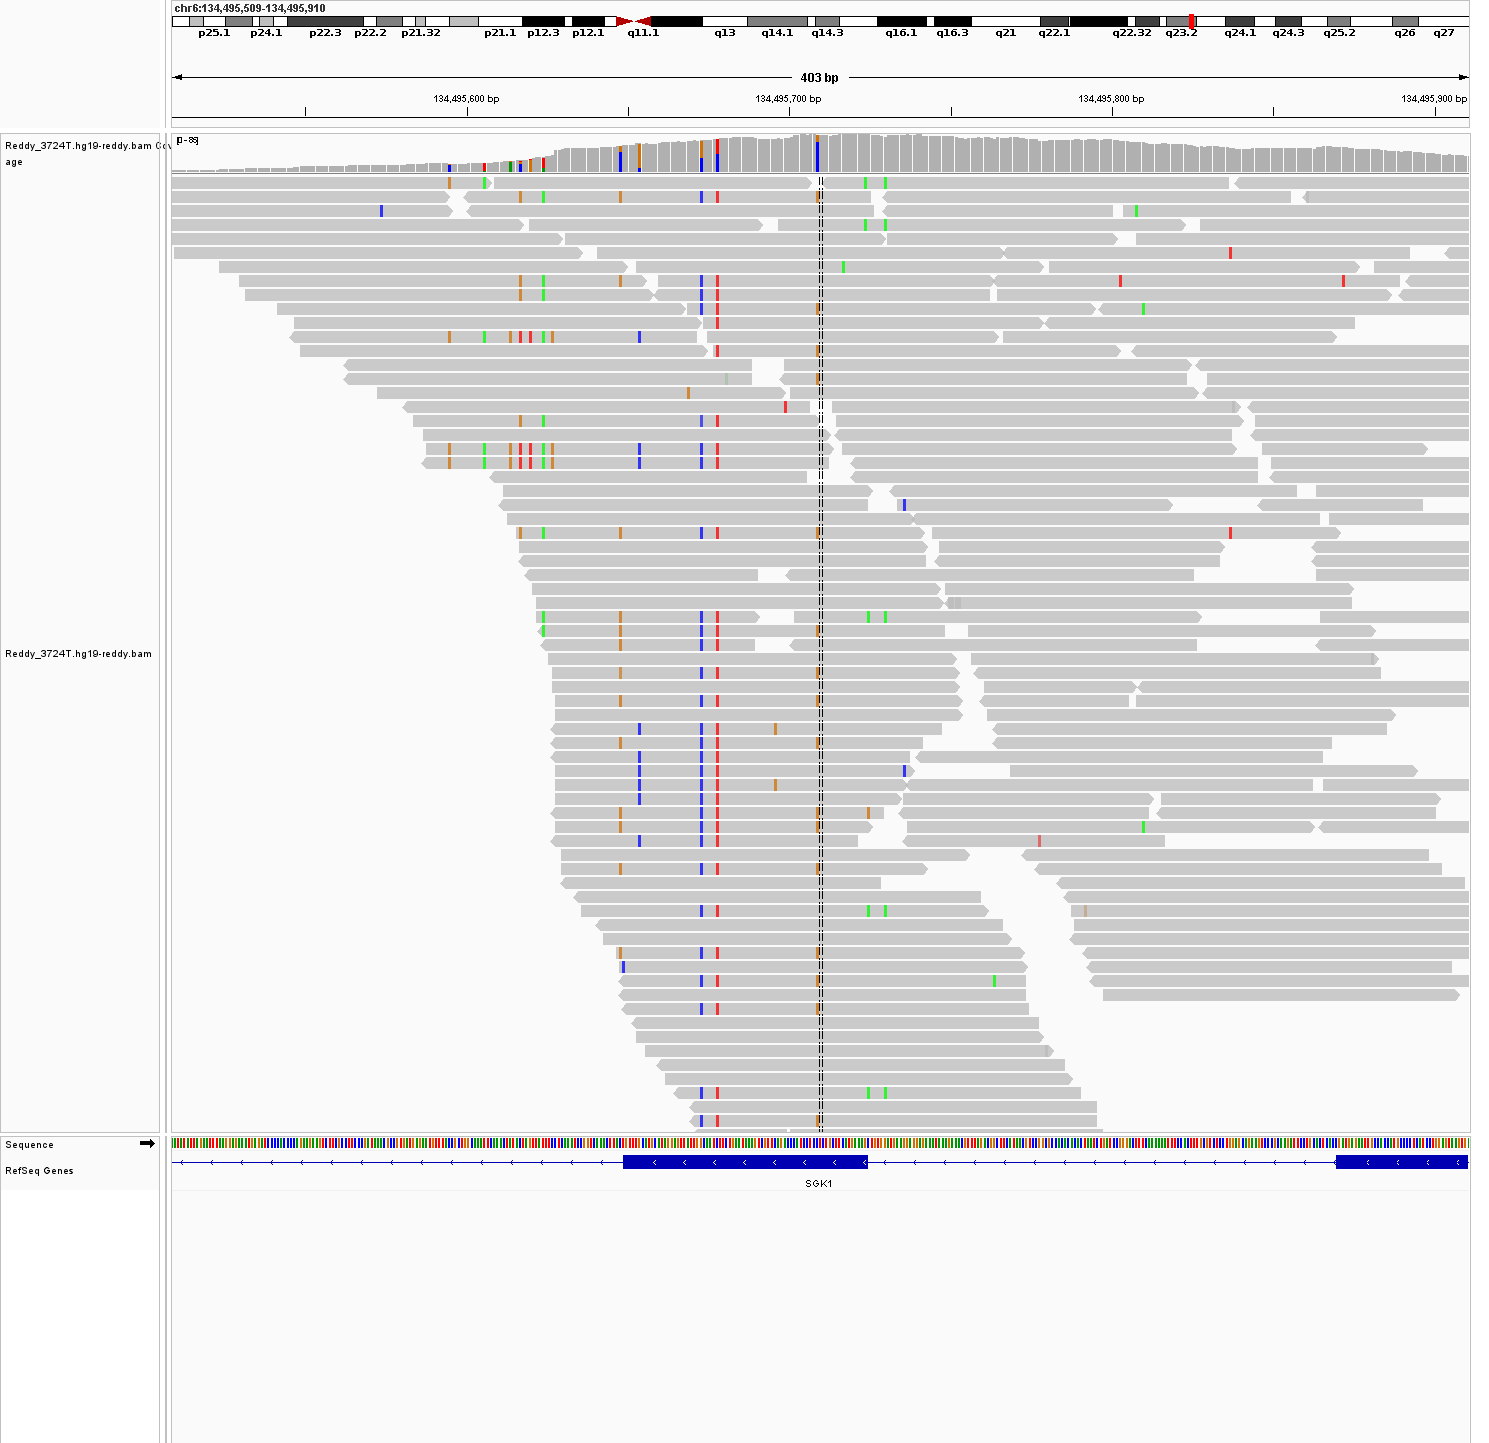 chr6:134,495,509-134,495,910
p25.1 p24.1 p22.3 p22.2 p21.32 p21.1 p12.3 p12.1 q11.1 q13 q14.1 q14.3 q16.1 q16.3 q21 q22.1 q22.32 q23.2 q24.1 q24.3 q25.2 q26 q27
403 bp
134,495,600 bp 134,495,700 bp 134,495,800 bp 134,495,900 bp
Reddy_3724T.hg19-reddy.bam Cov
age
Reddy_3724T.hg19-reddy.bam
Sequence
RefSeq Genes
SGK1